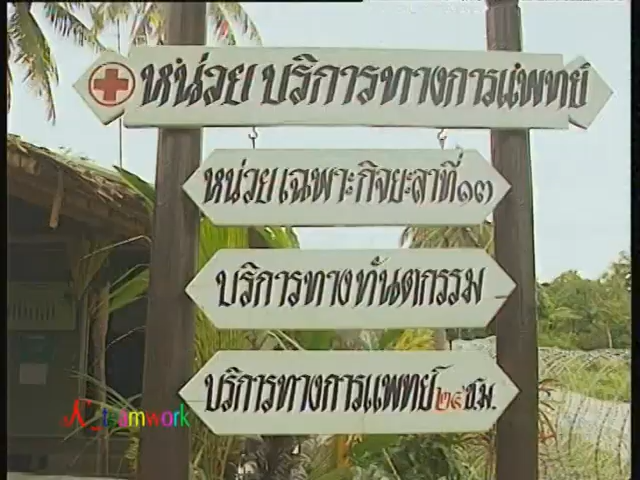 หน่วย บริการทางการแพทย์
หน่วย เฉพาะกิจยะลาที่๑๓
บริการทาง ทันตกรรม
บริการทางการแพทย์ ๒๔ ช.ม.
teamwork